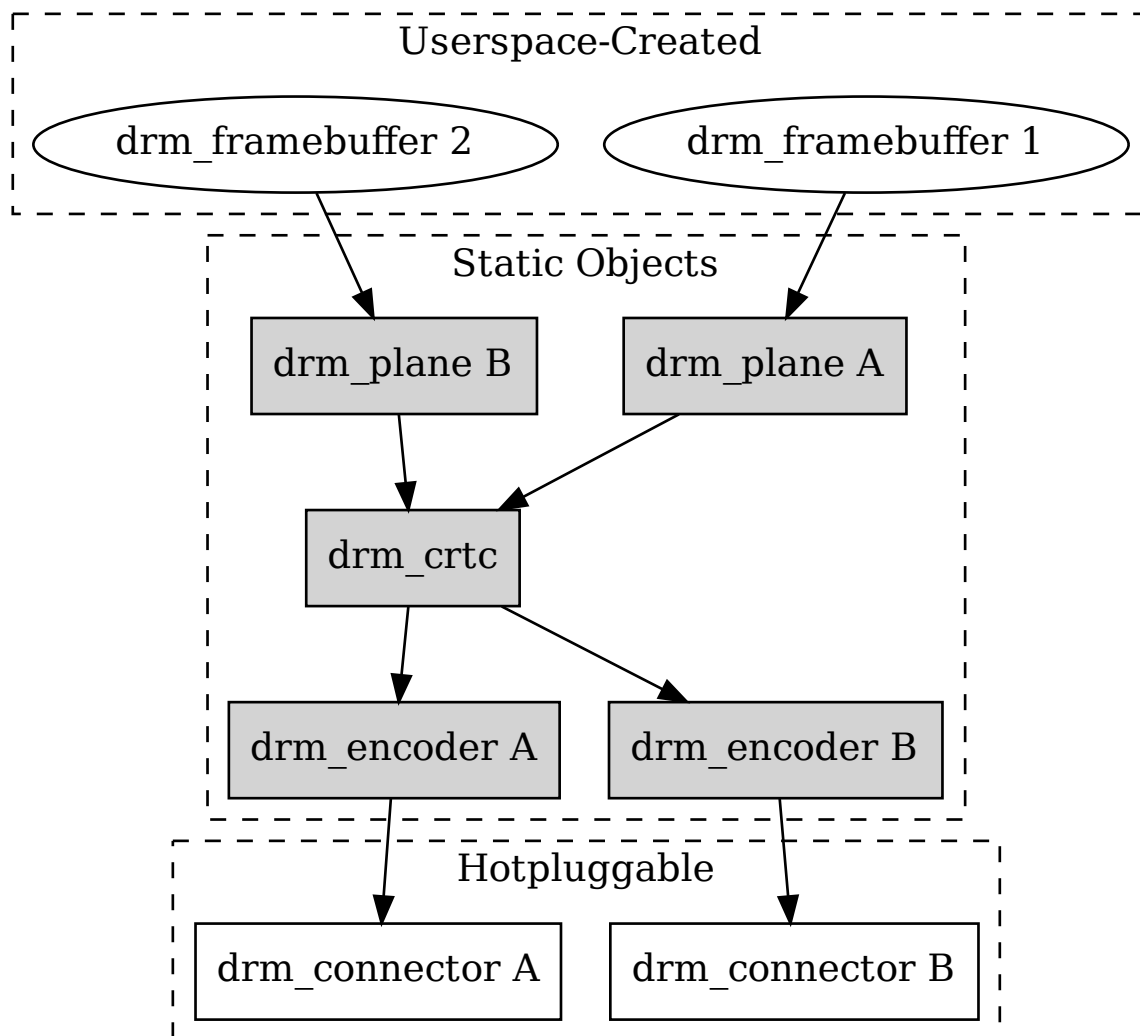 Userspace-Created
drm_framebuffer 2
drm_framebuffer 1
Static Objects
drm_plane B
drm_plane A
drm_crtc
drm_encoder A
drm_encoder B
Hotpluggable
drm_connector A
drm_connector B